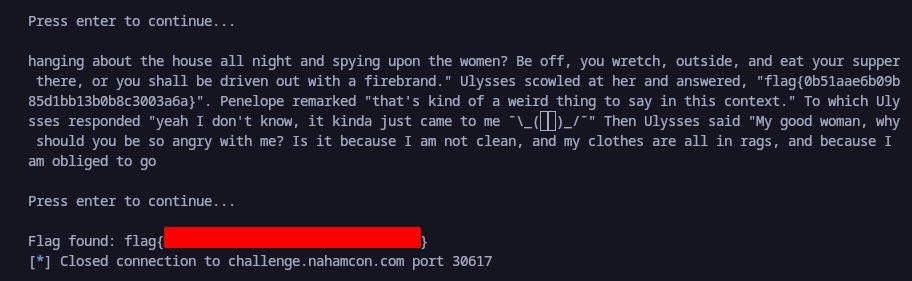 Press enter to continue...
hanging about the house all night and spying upon the women? Be off, you wretch, outside, and eat your supper
there, or you shall be driven out with a firebrand." Ulysses scowled at her and answered, "flag{0b51aae6b09b
85d1bb13b0b8c3003a6a}". Penelope remarked "that's kind of a weird thing to say in this context." To which Uly
sses responded "yeah I don't know, it kinda just came to me ¯\_(▯▯)_/¯" Then Ulysses said "My good woman, why
should you be so angry with me? Is it because I am not clean, and my clothes are all in rags, and because I
am obliged to go
Press enter to continue...
Flag found: flag{}
[*] Closed connection to challenge.nahamcon.com port 30617